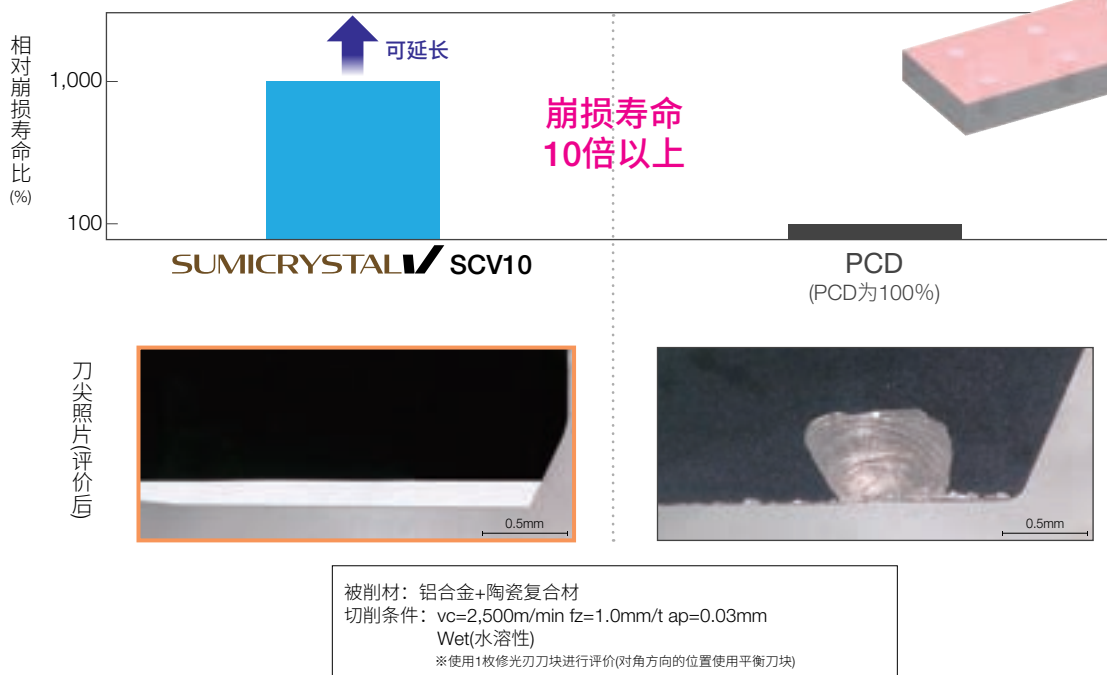 相对崩损寿命比
(%)
1,000
100
可延长
崩损寿命
10倍以上
SUMICRYSTAL V SCV10
PCD
(PCD为100%)
刀尖照片(评价后)
0.5mm
0.5mm
被削材：铝合金+陶瓷复合材
切削条件：vc=2,500m/min fz=1.0mm/t ap=0.03mm
Wet(水溶性)
※使用1枚修光刃刀块进行评价(对角方向的位置使用平衡刀块)